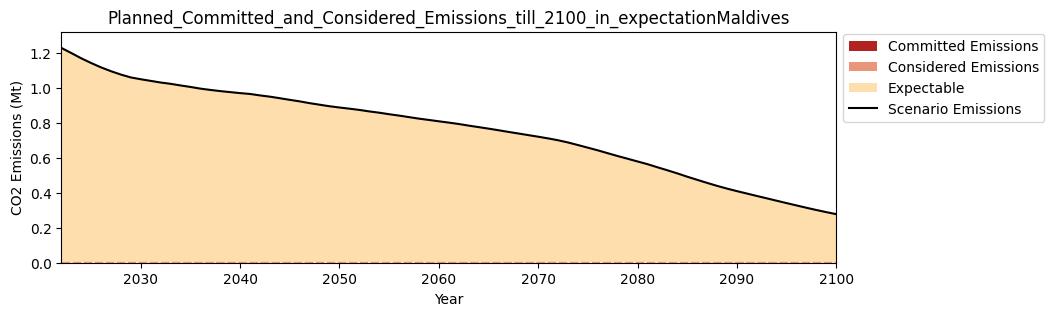 Planned_Committed_and_Considered_Emissions_till_2100_in_expectationMaldives
CO2 Emissions (Mt)
1.2
1.0
0.8
0.6
0.4
0.2
0.0
2030 2040 2050 2060 2070 2080 2090 2100
Year
Committed Emissions
Considered Emissions
Expectable
Scenario Emissions